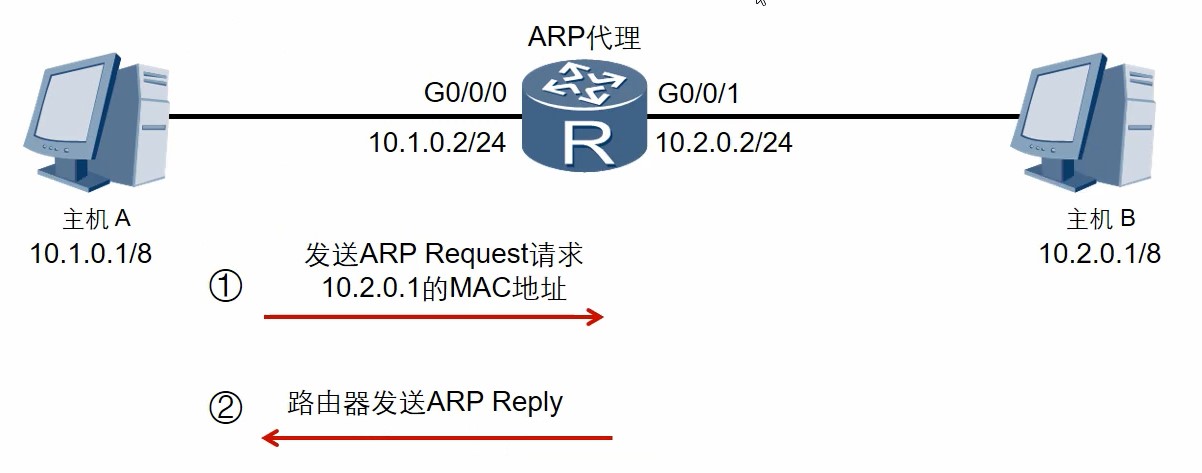 ARP代理
G0/0/0
G0/0/1
R
10.1.0.2/24
10.2.0.2/24
主机 A
10.1.0.1/8
主机 B
10.2.0.1/8
①
发送ARP Request请求
10.2.0.1的MAC地址
②
路由器发送ARP Reply